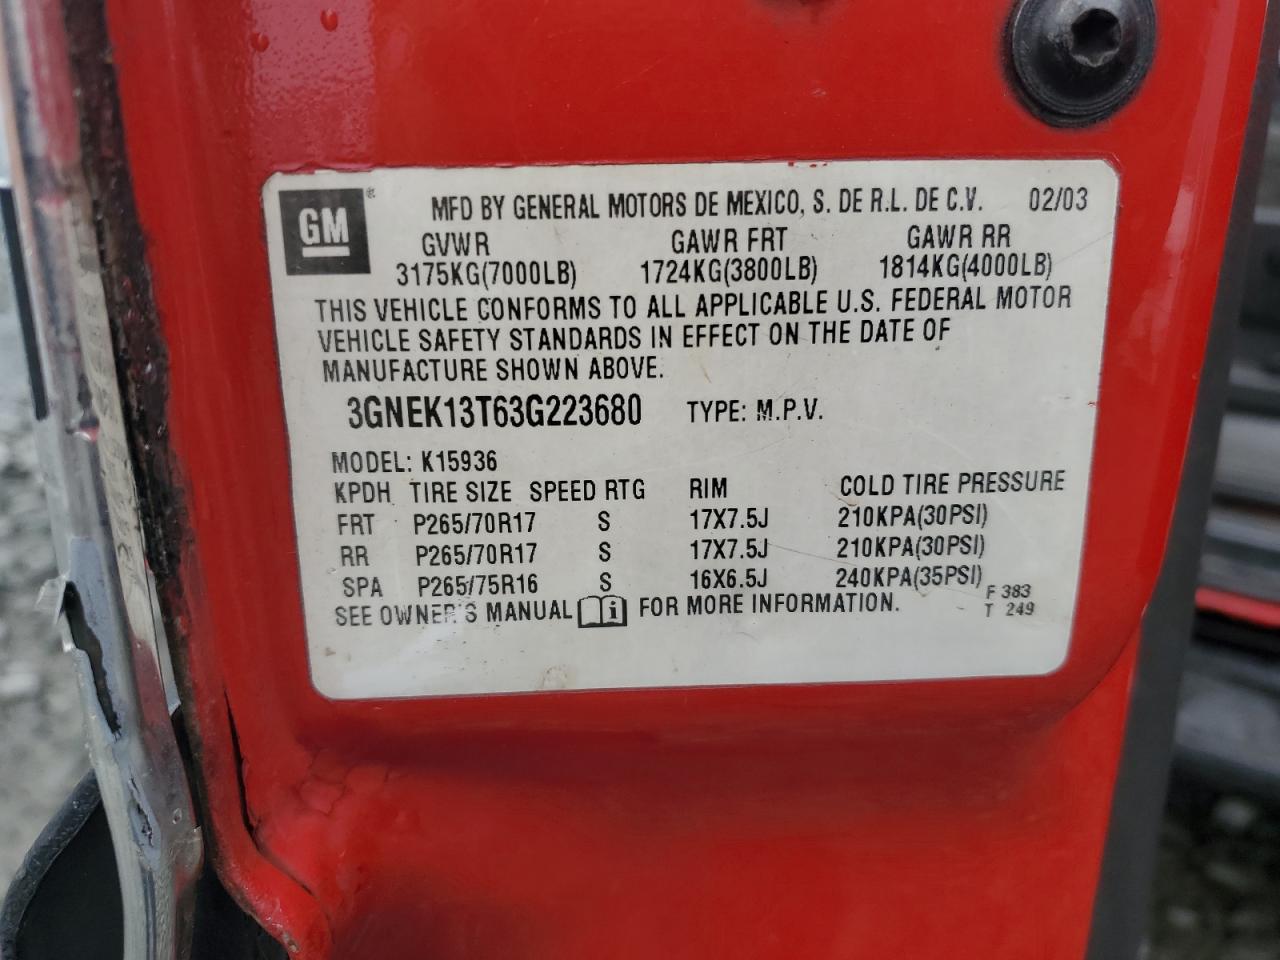 GM ® MFD BY GENERAL MOTORS DE MEXICO, S. DE R.L. DE C.V. 02/03
GVWR GAWR FRT GAWR RR
3175KG(7000LB) 1724KG(3800LB) 1814KG(4000LB)
THIS VEHICLE CONFORMS TO ALL APPLICABLE U.S. FEDERAL MOTOR
VEHICLE SAFETY STANDARDS IN EFFECT ON THE DATE OF
MANUFACTURE SHOWN ABOVE.
3GNEK13T63G223680 TYPE: M.P.V.
MODEL: K15936
KPDH TIRE SIZE SPEED RTG RIM COLD TIRE PRESSURE
FRT P265/70R17 S 17X7.5J 210KPA(30PSI)
RR P265/70R17 S 17X7.5J 210KPA(30PSI)
SPA P265/75R16 S 16X6.5J 240KPA(35PSI)
SEE OWNER'S MANUAL i FOR MORE INFORMATION.
F 383
T 249